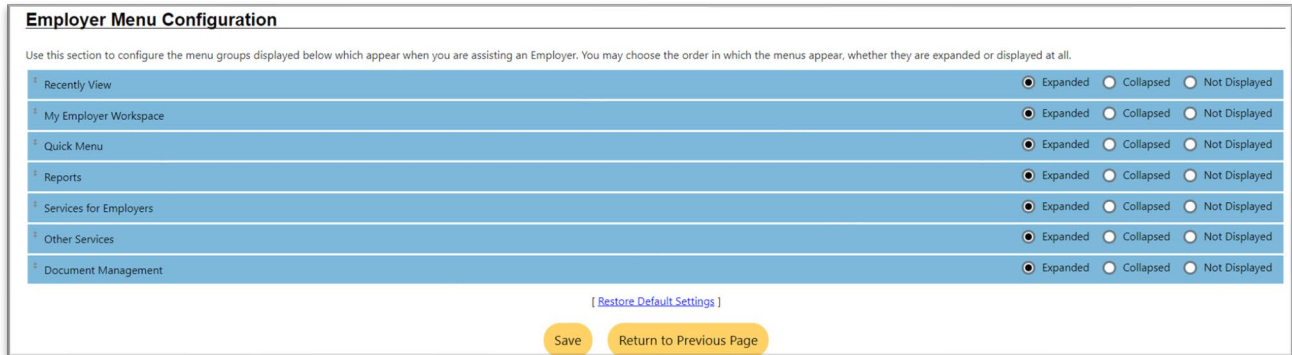 Employer Menu Configuration
Use this section to configure the menu groups displayed below which appear when you are assisting an Employer. You may choose the order in which the menus appear, whether they are expanded or displayed at all.
Recently View Expanded Collapsed Not Displayed
My Employer Workspace Expanded Collapsed Not Displayed
Quick Menu Expanded Collapsed Not Displayed
Reports Expanded Collapsed Not Displayed
Services for Employers Expanded Collapsed Not Displayed
Other Services Expanded Collapsed Not Displayed
Document Management Expanded Collapsed Not Displayed
[ Restore Default Settings ]
Save Return to Previous Page